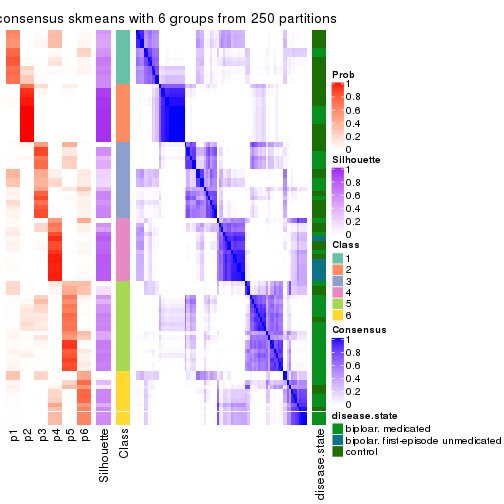 consensus skmeans with 6 groups from 250 partitions
Prob
1
0.8
0.6
0.4
0.2
0
Silhouette
1
0.8
0.6
0.4
0.2
0
Class
1
2
3
4
5
6
Consensus
1
0.8
0.6
0.4
0.2
0
disease.state
biploar. medicated
bipolar. first-episode unmedicated
control
p1
p2
p3
p4
p5
p6
Silhouette
Class
disease.state